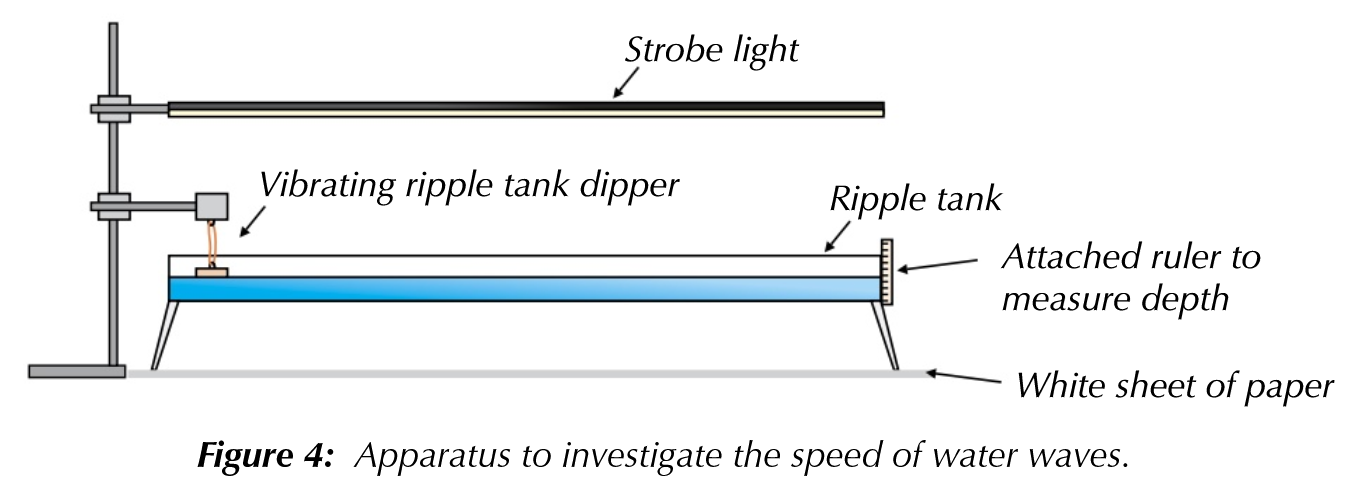 Strobe light
Vibrating ripple tank dipper
Ripple tank
Attached ruler to
measure depth
White sheet of paper
Figure 4: Apparatus to investigate the speed of water waves.